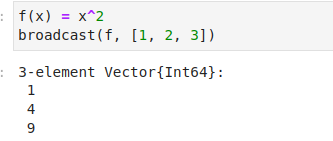 f(x) = x^2
broadcast(f, [1, 2, 3])
3-element Vector{Int64}:
1
4
9